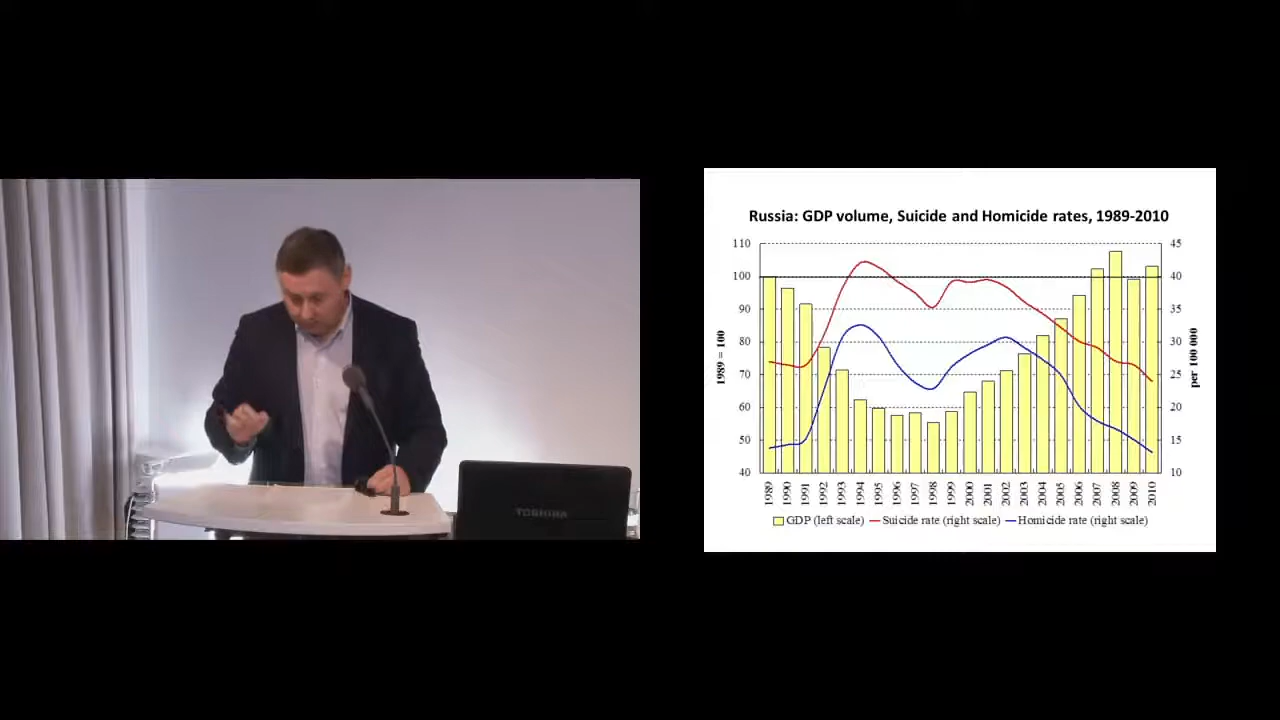 TOSHIBA
Russia: GDP volume, Suicide and Homicide rates, 1989-2010
110
100
90
80
70
60
50
40
1989 = 100
45
40
35
30
25
20
15
10
per 100 000
1989 1990 1991 1992 1993 1994 1995 1996 1997 1998 1999 2000 2001 2002 2003 2004 2005 2006 2007 2008 2009 2010
GDP (left scale) Suicide rate (right scale) Homicide rate (right scale)